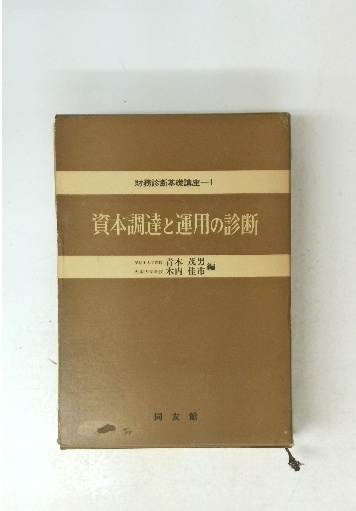 財務診断基礎講座—1
資本調達と運用の診断
青木 茂男
木内 佳市
編
同友館